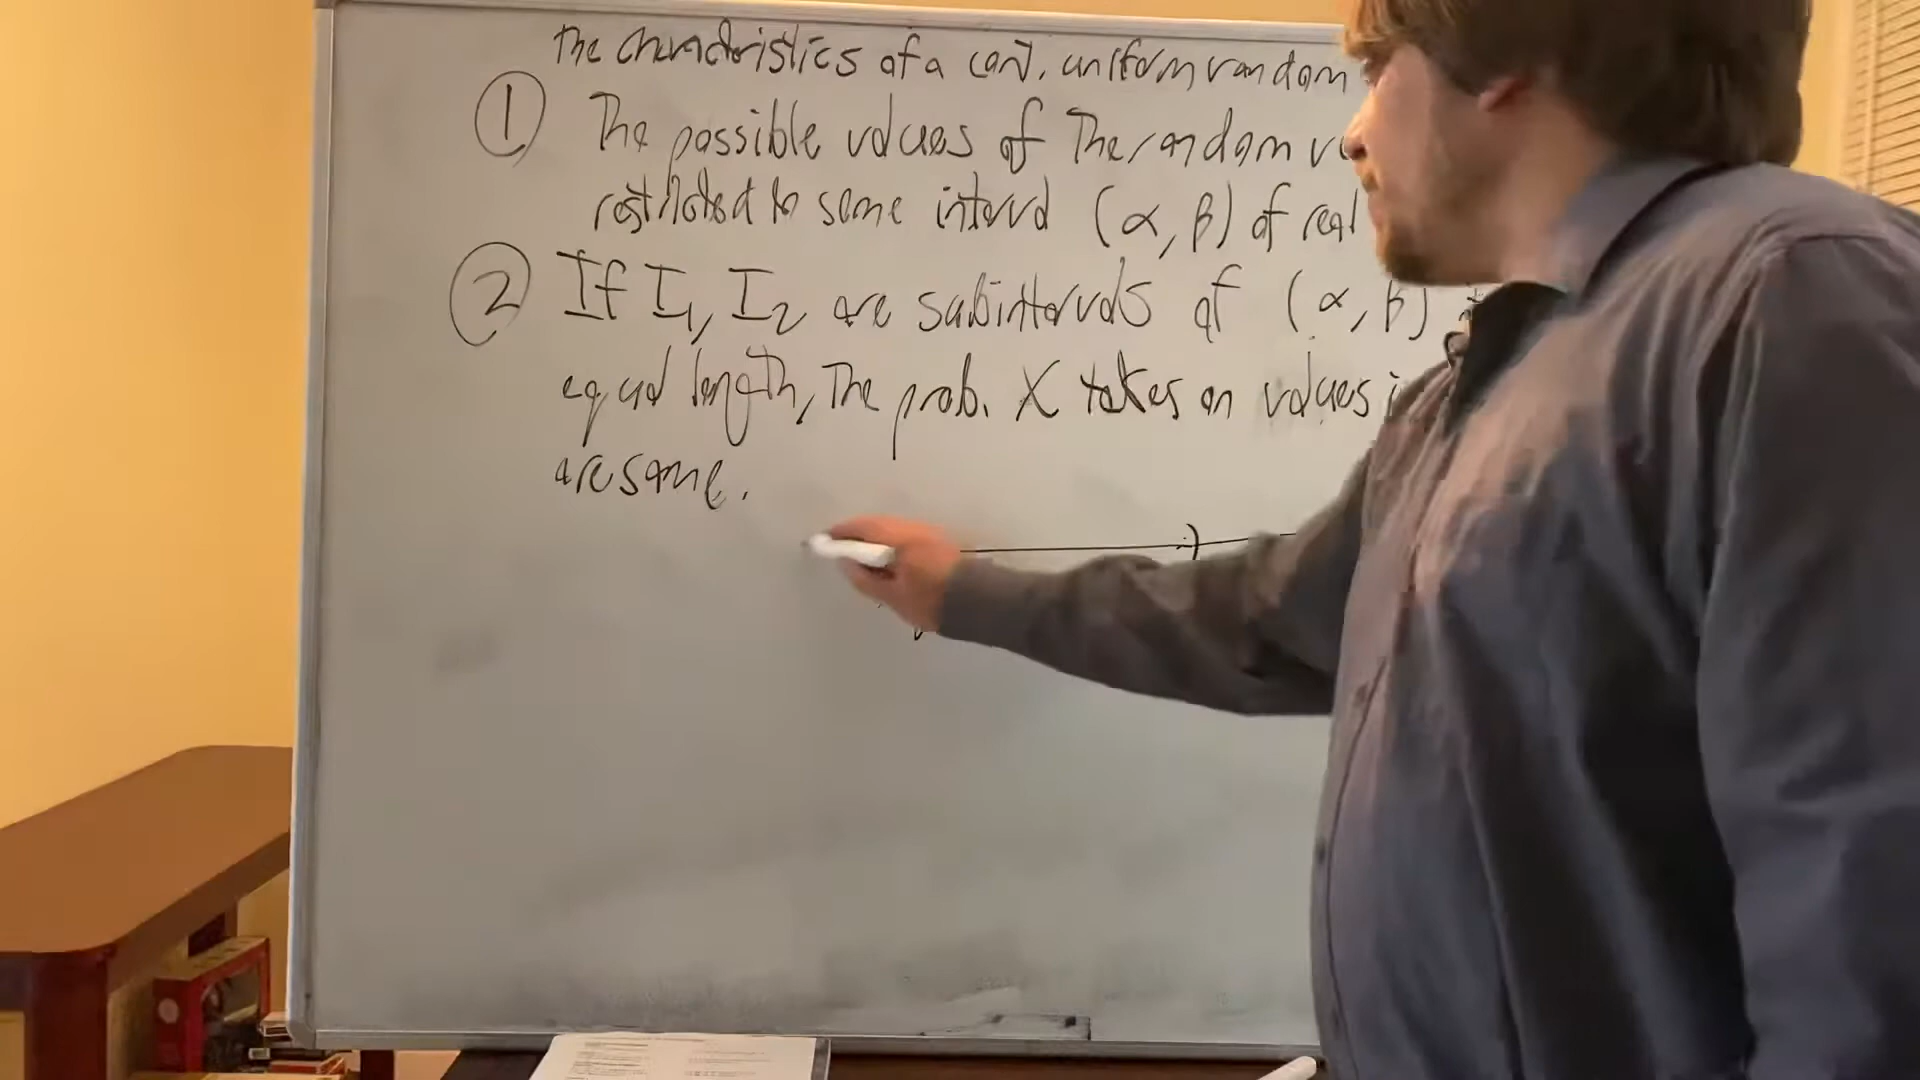 The characteristics of a cont. uniform random
① The possible values of the random v
restricted to some interval (α, β) of real
② If I₁, I₂ are subintervals of (α, β)
equal length, the prob. X takes on values i
are same.